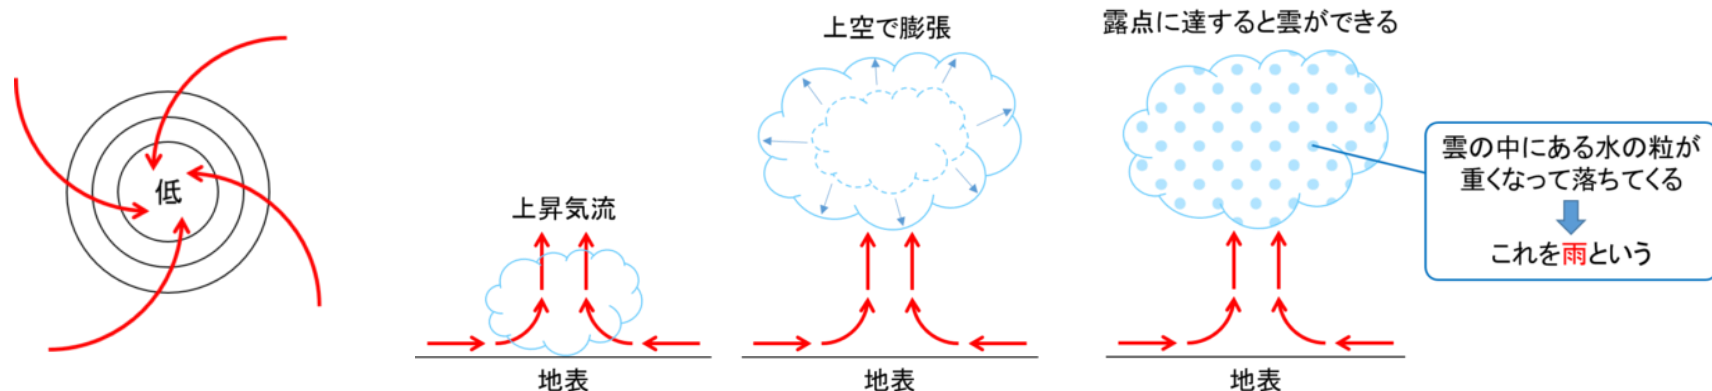 低
上昇気流
地表
上空で膨張
地表
露点に達すると雲ができる
地表
雲の中にある水の粒が
重くなって落ちてくる
これを雨という